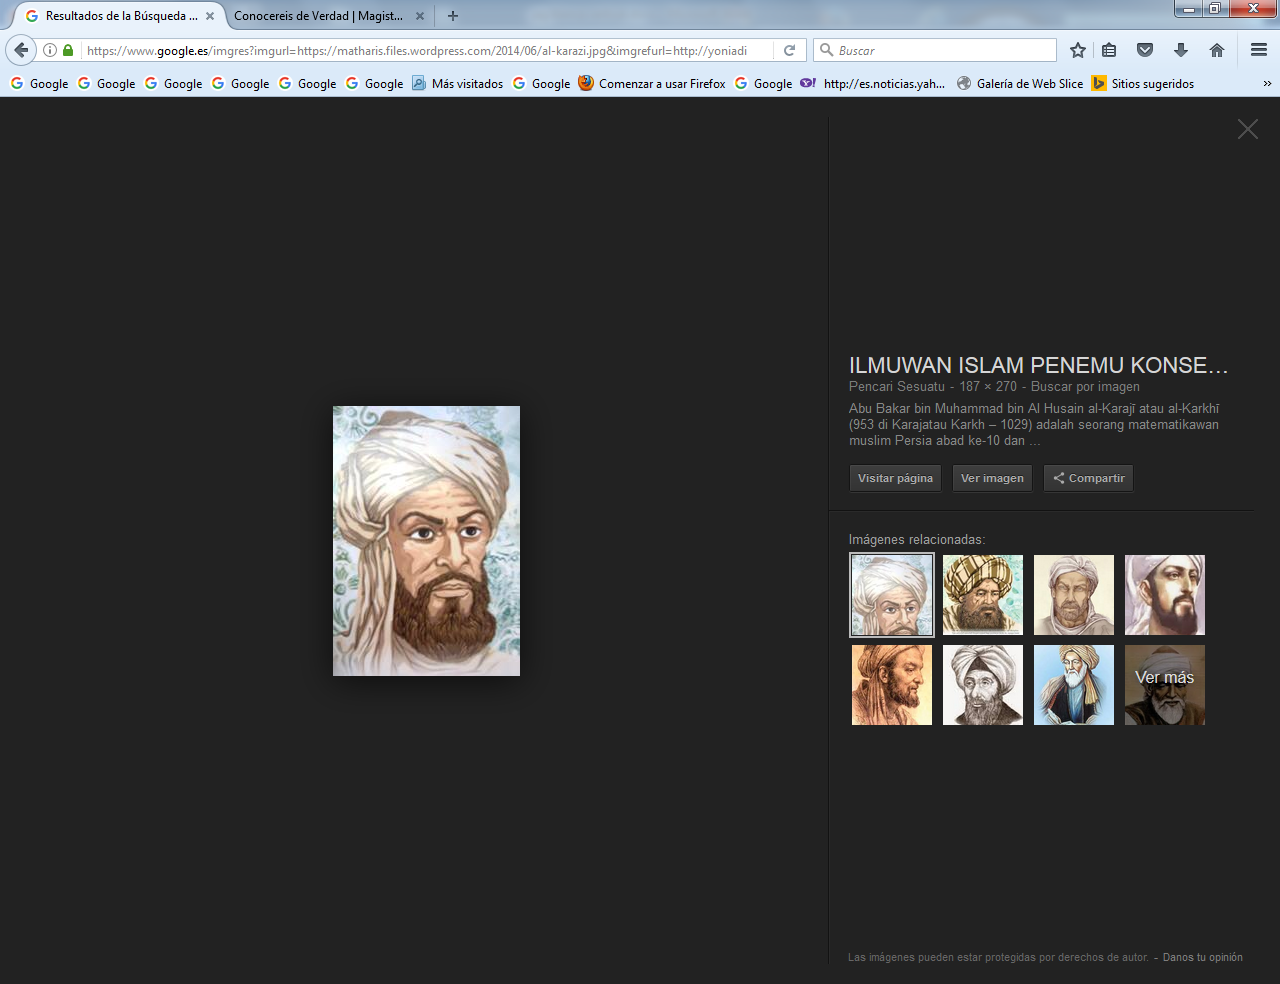 Resultados de la Búsqueda ...
Conocereis de Verdad | Magist...
https://www.google.es/imgres?imgurl=https://matharis.files.wordpress.com/2014/06/al-karazi.jpg&imgrefurl=http://yoniadi
Buscar
Google Google Google Google Google Google Más visitados Google Comenzar a usar Firefox Google http://es.noticias.yah... Galería de Web Slice Sitios sugeridos
ILMUWAN ISLAM PENEMU KONSE...
Pencari Sesuatu - 187 × 270 - Buscar por imagen
Abu Bakar bin Muhammad bin Al Husain al-Karajī atau al-Karkhī
(953 di Karajatau Karkh – 1029) adalah seorang matematikawan
muslim Persia abad ke-10 dan ...
Visitar página Ver imagen Compartir
Imágenes relacionadas:
Ver más
Las imágenes pueden estar protegidas por derechos de autor. - Danos tu opinión